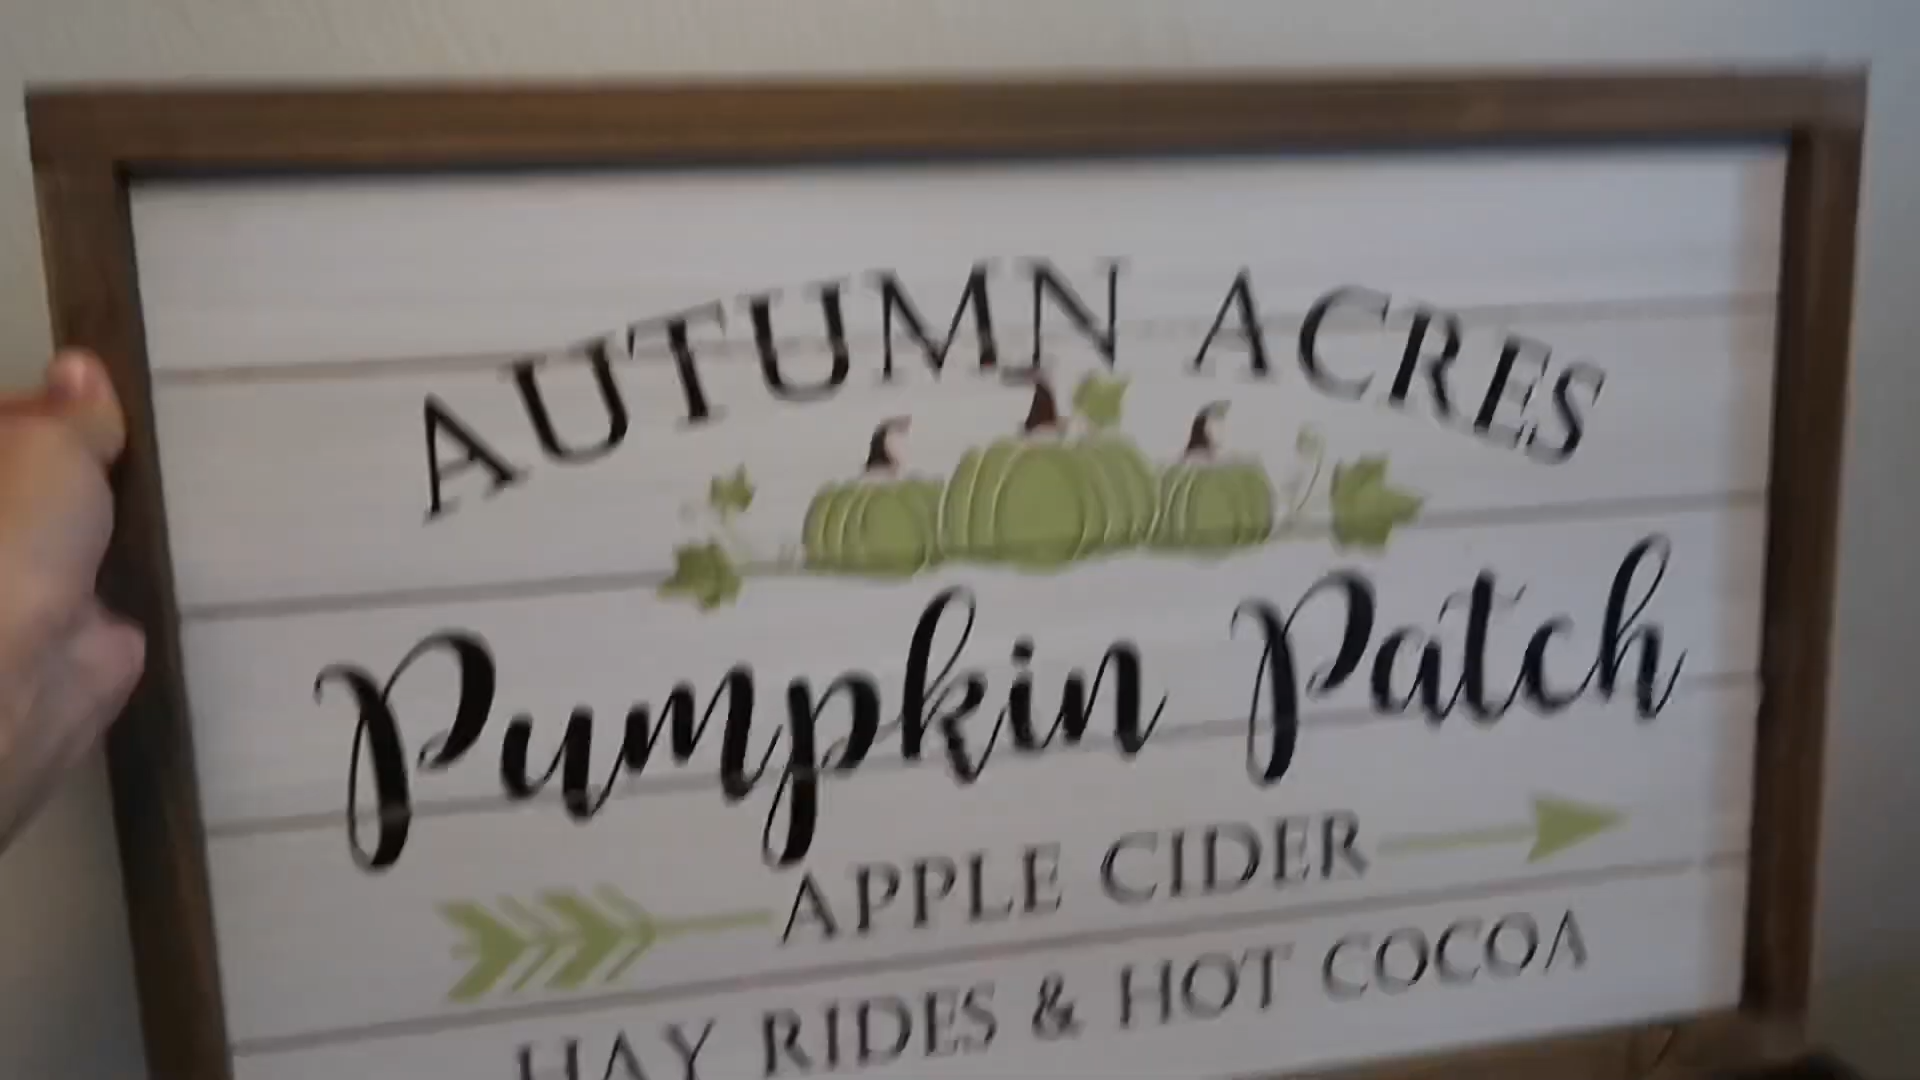 AUTUMN ACRES
Pumpkin Patch
APPLE CIDER
HAY RIDES & HOT COCOA